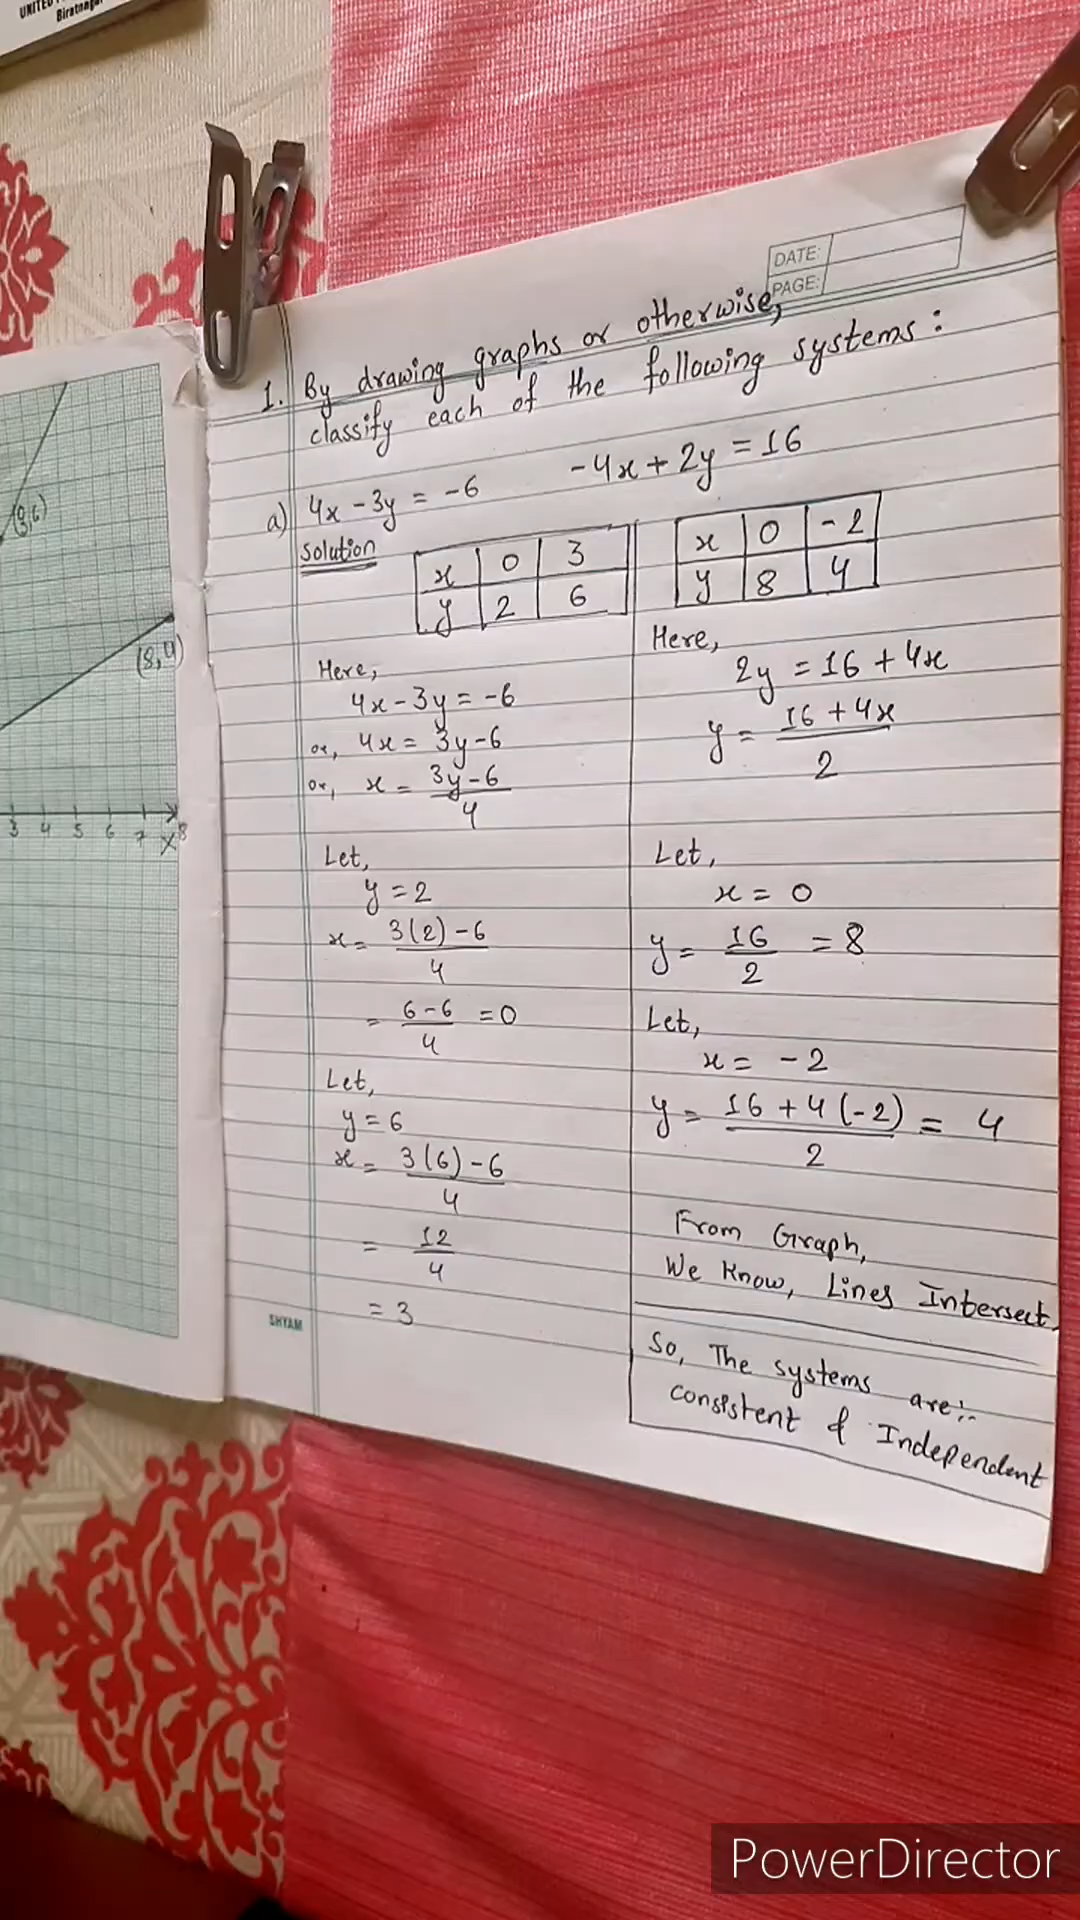 UNITED
Biratnagar
DATE:
PAGE:
1. By drawing graphs or otherwise,
classify each of the following systems:
a) 4x - 3y = -6 -4x + 2y = 16
Solution
x 0 3
y 2 6
x 0 -2
y 8 4
Here,
4x - 3y = -6
or, 4x = 3y - 6
or, x = 3y - 6
4
Let,
y = 2
x = 3(2) - 6
4
= 6 - 6 = 0
4
Let,
y = 6
x = 3(6) - 6
4
= 12
4
= 3
Here,
2y = 16 + 4x
y = 16 + 4x
2
Let,
x = 0
y = 16 = 8
2
Let,
x = -2
y = 16 + 4(-2) = 4
2
From Graph,
We Know, Lines Intersect.
So, The systems are:-
consistent & Independent
SHYAM
(8,4)
3 4 5 6 7 8
X
PowerDirector